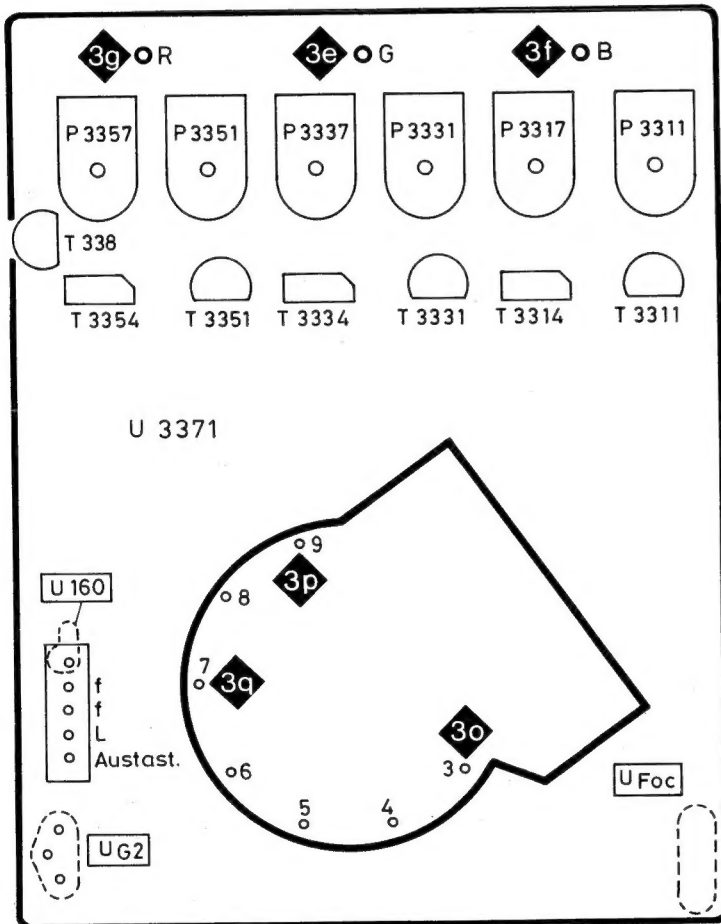 3g R 3e G 3f B
P 3357 P 3351 P 3337 P 3331 P 3317 P 3311
T 338
T 3354 T 3351 T 3334 T 3331 T 3314 T 3311
U 3371
9
3p
U 160
8
7
3q
f
f
L
3o
Austast.
6
3
U Foc
5
4
U G2